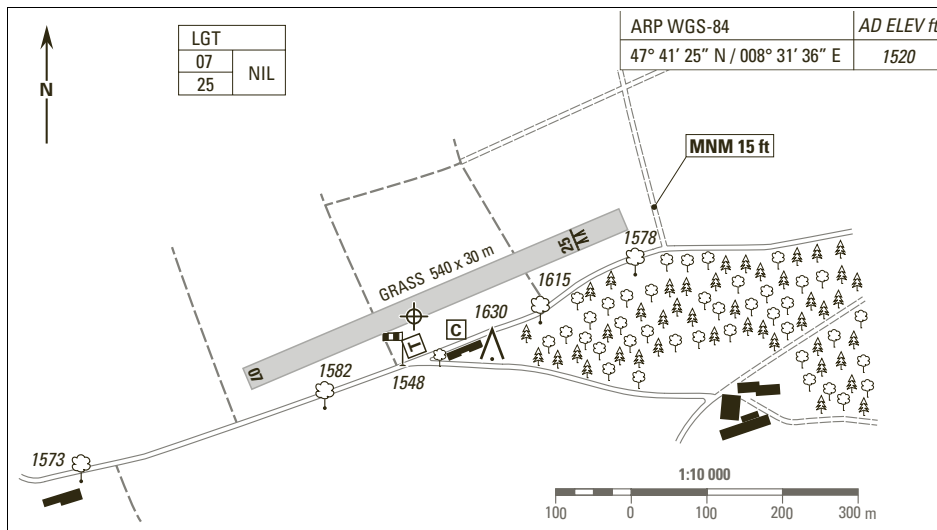 LGT
07
25
NIL
N
ARP WGS-84
AD ELEV ft
47° 41′ 25″ N / 008° 31′ 36″ E
1520
MNM 15 ft
GRASS 540 x 30 m
25
07
1578
1615
1630
C
T
1582
1548
1573
1:10 000
100 0 100 200 300 m